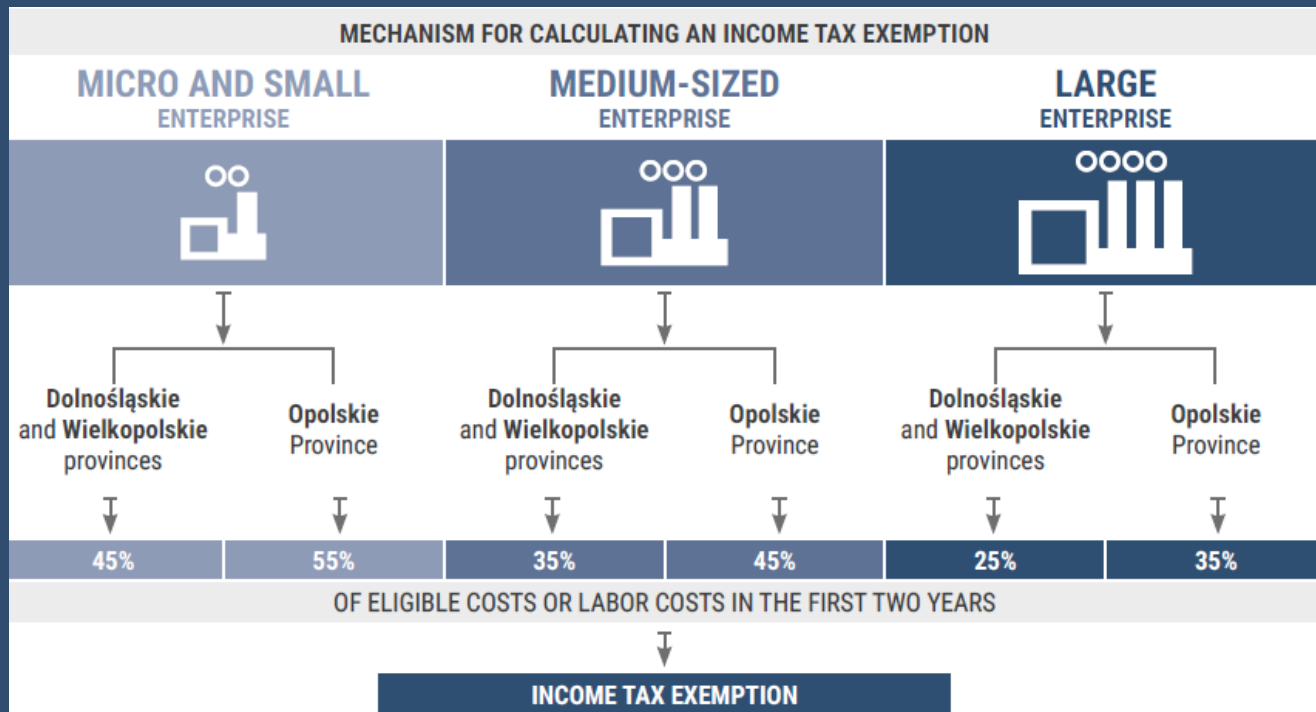 MECHANISM FOR CALCULATING AN INCOME TAX EXEMPTION
MICRO AND SMALL
ENTERPRISE
MEDIUM-SIZED
ENTERPRISE
LARGE
ENTERPRISE
Dolnośląskie
and Wielkopolskie
provinces
Opolskie
Province
Dolnośląskie
and Wielkopolskie
provinces
Opolskie
Province
Dolnośląskie
and Wielkopolskie
provinces
Opolskie
Province
45%
55%
35%
45%
25%
35%
OF ELIGIBLE COSTS OR LABOR COSTS IN THE FIRST TWO YEARS
INCOME TAX EXEMPTION